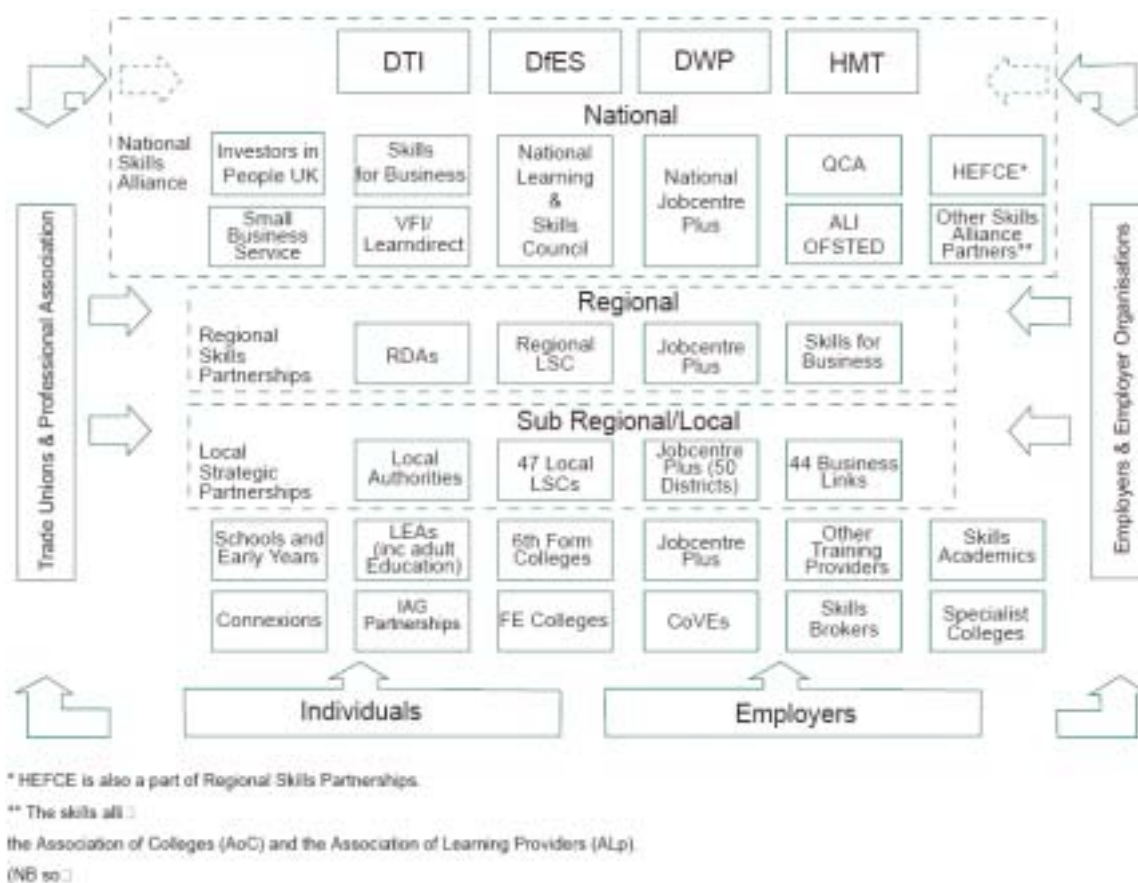 DTI
DfES
DWP
HMT
National
National
Skills
Alliance
Investors in
People UK
Skills
for Business
National
Learning
&
Skills
Council
National
Jobcentre
Plus
QCA
HEFCE*
Small
Business
Service
VFI/
Learndirect
ALI
OFSTED
Other Skills
Alliance
Partners**
Trade Unions & Professional Association
Employers & Employer Organisations
Regional
Regional
Skills
Partnerships
RDAs
Regional
LSC
Jobcentre
Plus
Skills for
Business
Sub Regional/Local
Local
Strategic
Partnerships
Local
Authorities
47 Local
LSCs
Jobcentre
Plus (50
Districts)
44 Business
Links
Schools and
Early Years
LEAs
(inc adult
Education)
6th Form
Colleges
Jobcentre
Plus
Other
Training
Providers
Skills
Academics
Connexions
IAG
Partnerships
FE Colleges
CoVEs
Skills
Brokers
Specialist
Colleges
Individuals
Employers
* HEFCE is also a part of Regional Skills Partnerships.
** The skills alli
the Association of Colleges (AoC) and the Association of Learning Providers (ALp).
(NB so